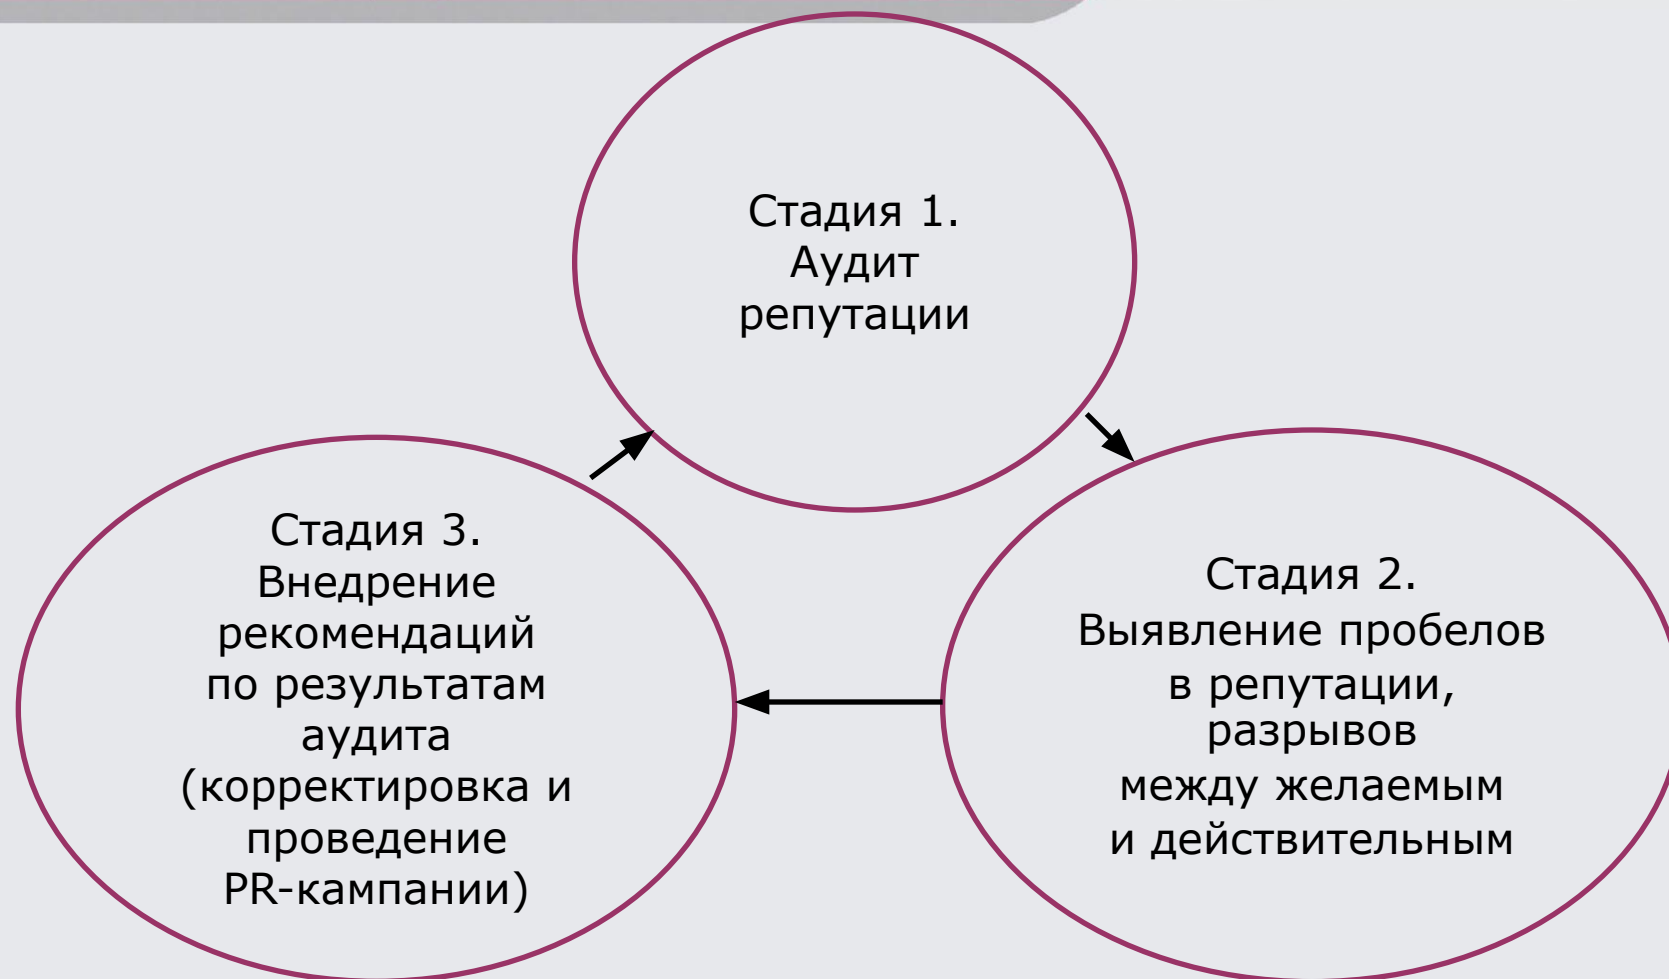 Стадия 1.
Аудит
репутации
Стадия 2.
Выявление пробелов
в репутации,
разрывов
между желаемым
и действительным
Стадия 3.
Внедрение
рекомендаций
по результатам
аудита
(корректировка и
проведение
PR-кампании)